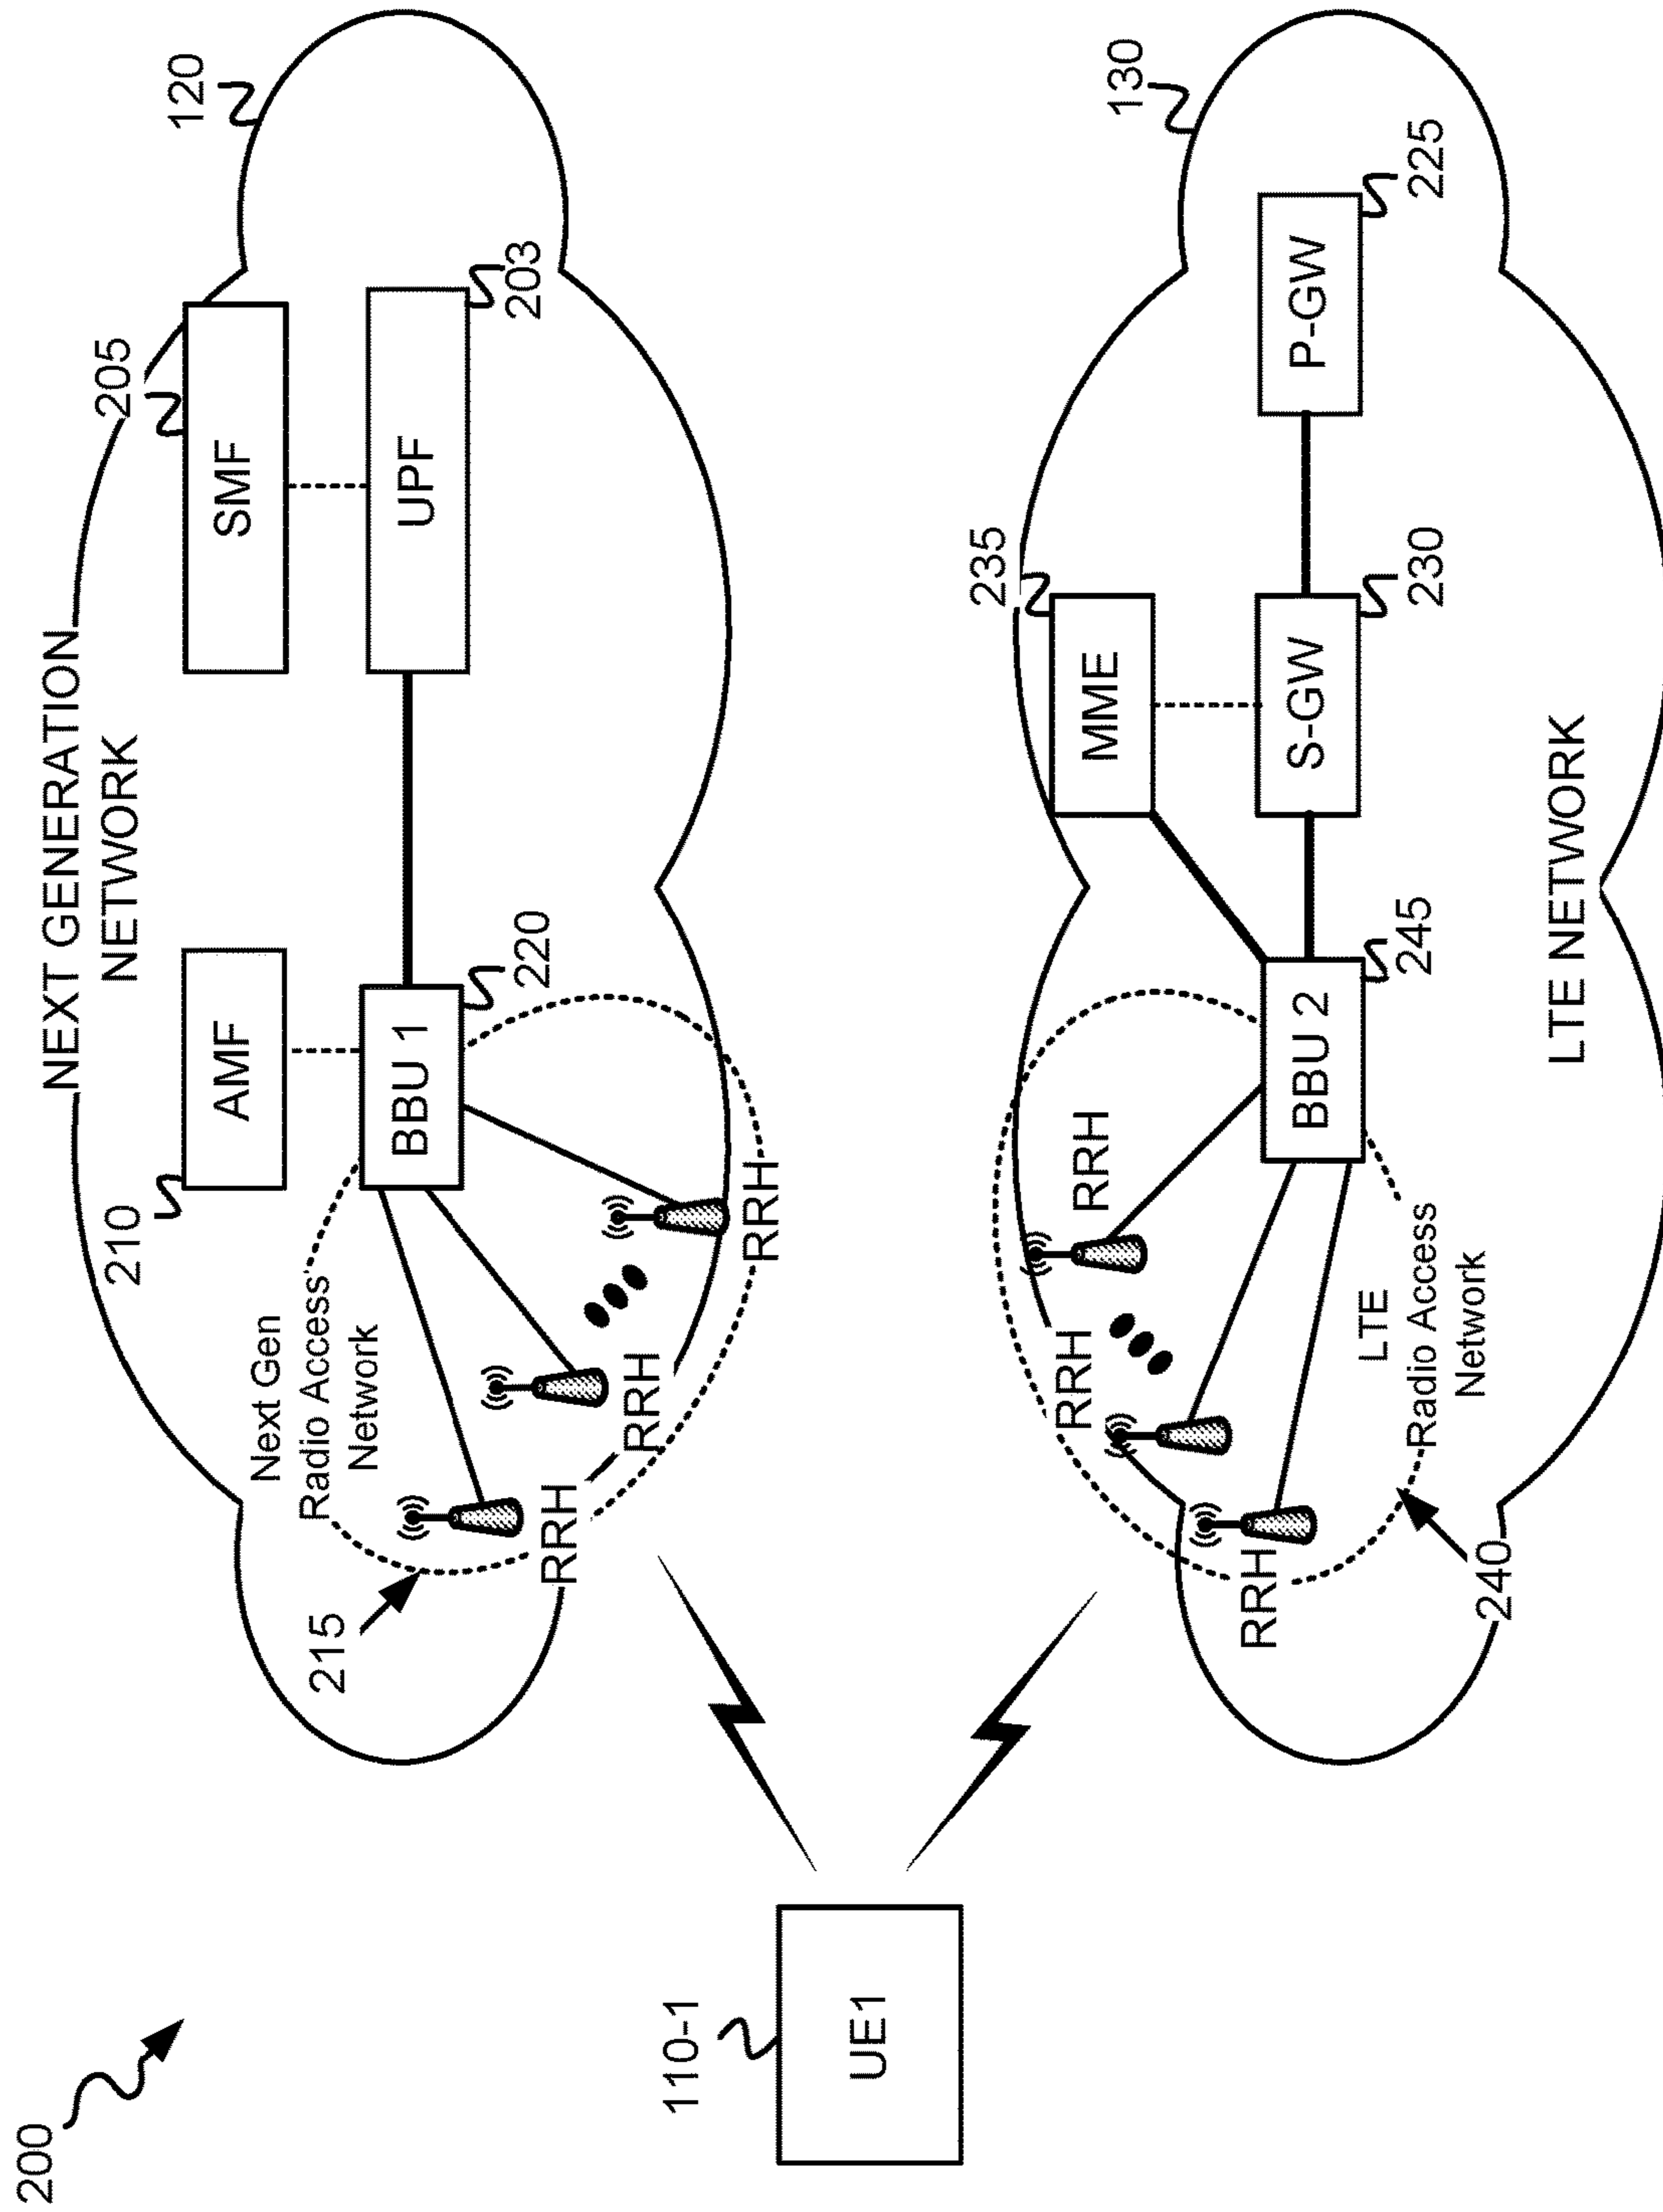 200
NEXT GENERATION
NETWORK
120
205
SMF
UPF
203
210
AMF
BBU 1
220
Next Gen
Radio Access
Network
215
RRH
RRH
RRH
110-1
UE1
130
235
MME
P-GW
225
S-GW
230
BBU 2
245
RRH
RRH
RRH
LTE
Radio Access
Network
240
LTE NETWORK